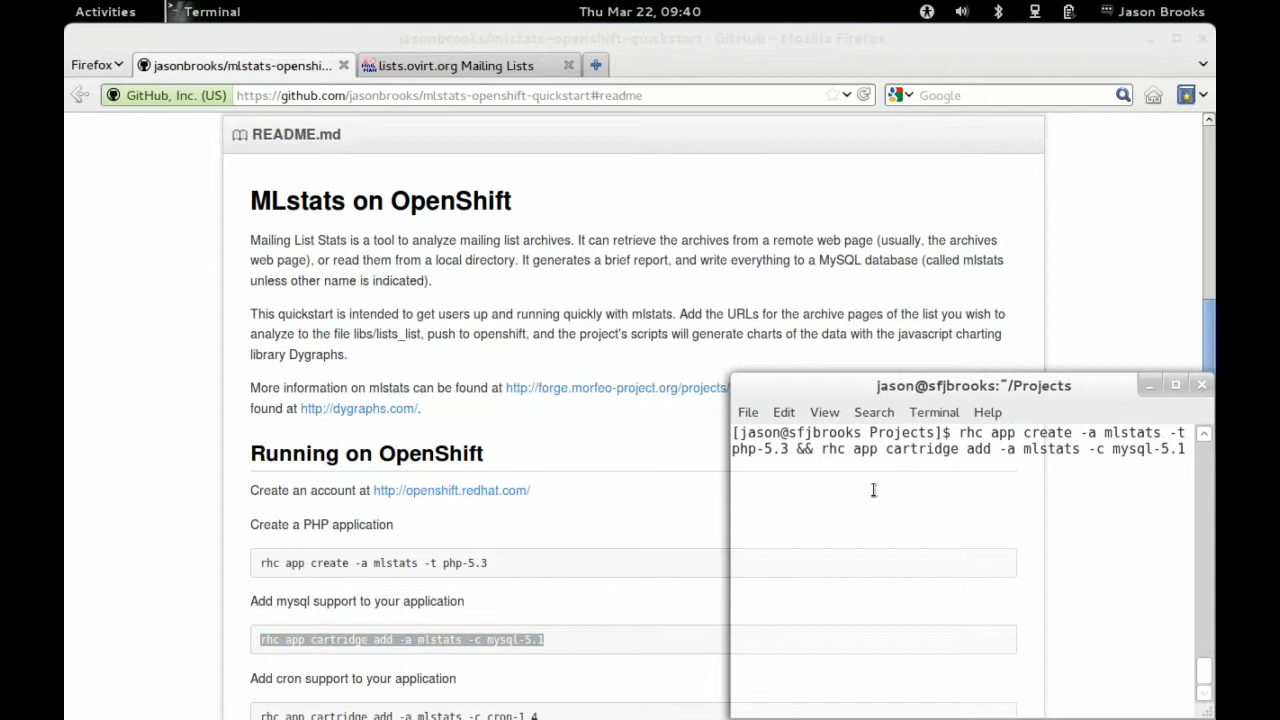 Activities
Terminal
Thu Mar 22, 09:40
Jason Brooks
jasonbrooks/mlstats-openshift-quickstart · GitHub - Mozilla Firefox
Firefox
jasonbrooks/mlstats-openshi...
lists.ovirt.org Mailing Lists
GitHub, Inc. (US)
https://github.com/jasonbrooks/mlstats-openshift-quickstart#readme
Google
README.md
MLstats on OpenShift
Mailing List Stats is a tool to analyze mailing list archives. It can retrieve the archives from a remote web page (usually, the archives
web page), or read them from a local directory. It generates a brief report, and write everything to a MySQL database (called mlstats
unless other name is indicated).
This quickstart is intended to get users up and running quickly with mlstats. Add the URLs for the archive pages of the list you wish to
analyze to the file libs/lists_list, push to openshift, and the project's scripts will generate charts of the data with the javascript charting
library Dygraphs.
More information on mlstats can be found at http://forge.morfeo-project.org/projects/
found at http://dygraphs.com/.
Running on OpenShift
Create an account at http://openshift.redhat.com/
Create a PHP application
rhc app create -a mlstats -t php-5.3
Add mysql support to your application
rhc app cartridge add -a mlstats -c mysql-5.1
Add cron support to your application
rhc app cartridge add -a mlstats -c cron-1.4
jason@sfjbrooks:~/Projects
File Edit View Search Terminal Help
[jason@sfjbrooks Projects]$ rhc app create -a mlstats -t
php-5.3 && rhc app cartridge add -a mlstats -c mysql-5.1